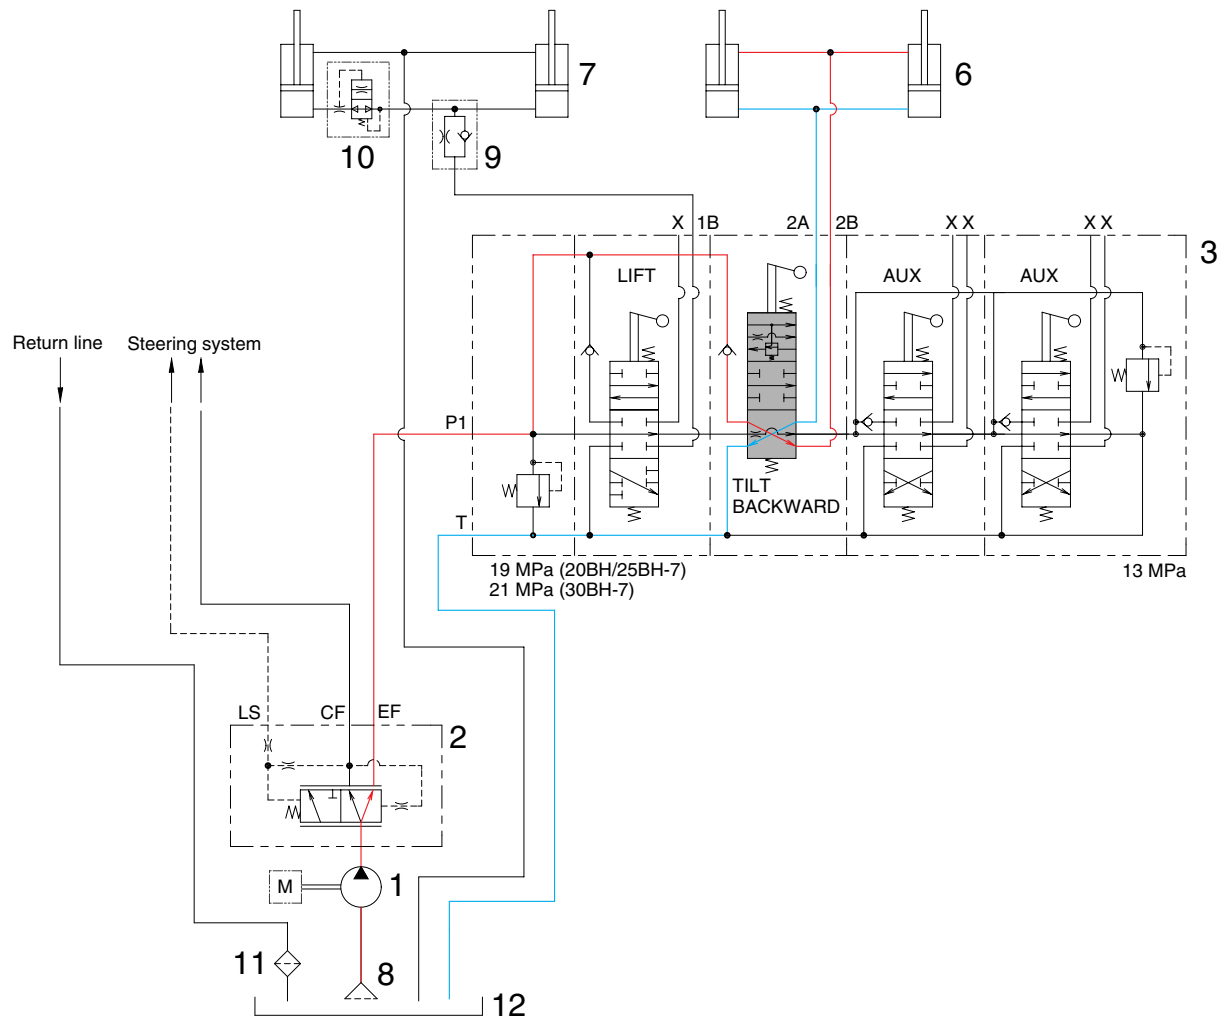 7
6
10
9
X
1B
2A
2B
X X
X X
3
LIFT
AUX
AUX
Return line
Steering system
P1
TILT
BACKWARD
T
19 MPa (20BH/25BH-7)
21 MPa (30BH-7)
13 MPa
LS
CF
EF
2
M
1
11
8
12